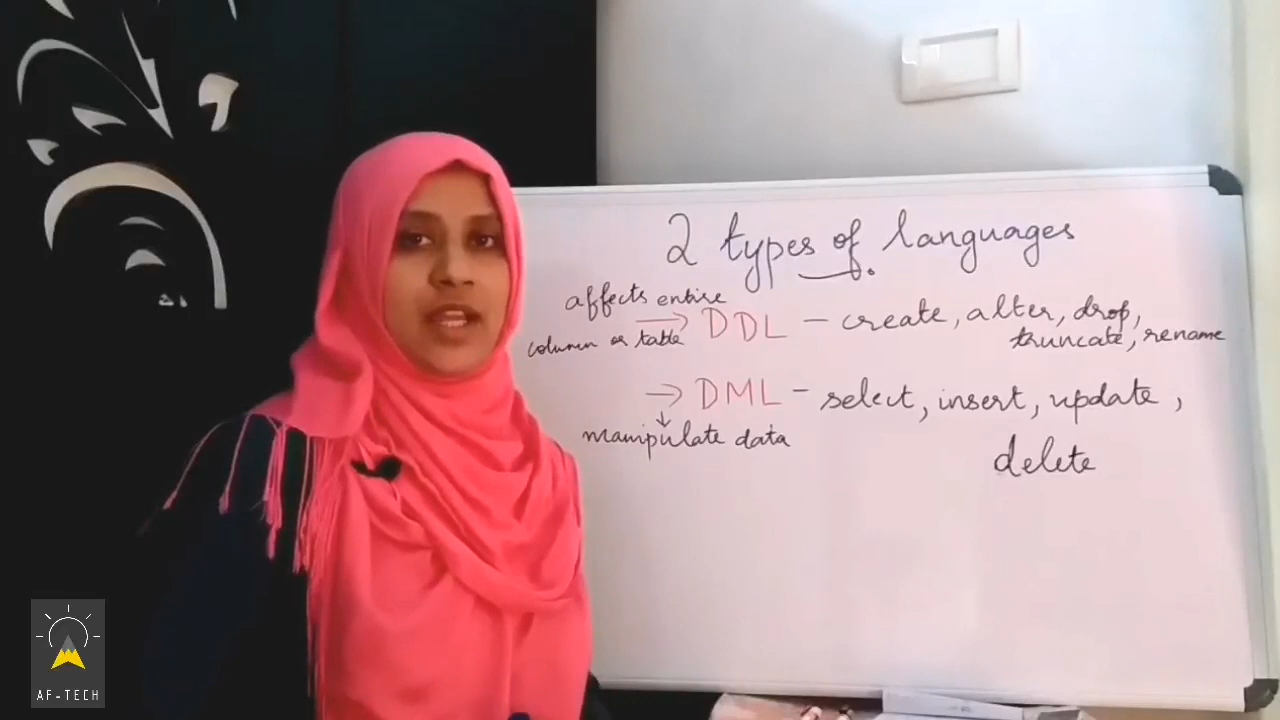 2 types of languages
affects entire
column or table
→ DDL – create, alter, drop,
truncate, rename
→ DML – select, insert, update,
↓
manipulate data
delete
AF-TECH